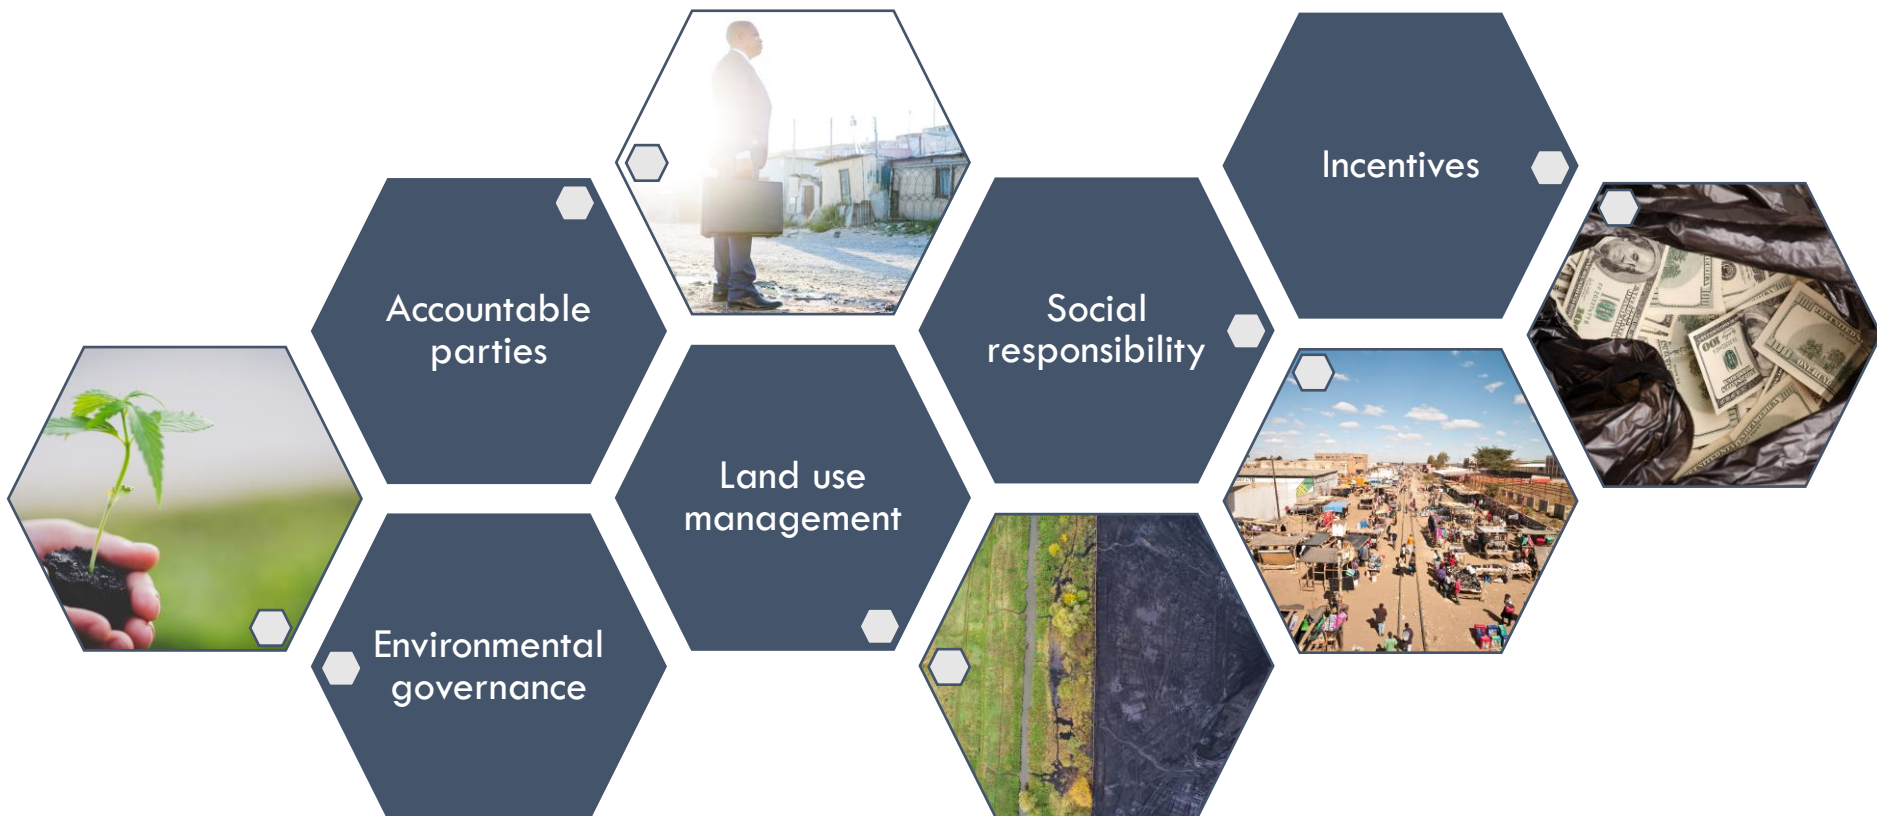 Accountable
parties
Environmental
governance
Land use
management
Social
responsibility
Incentives